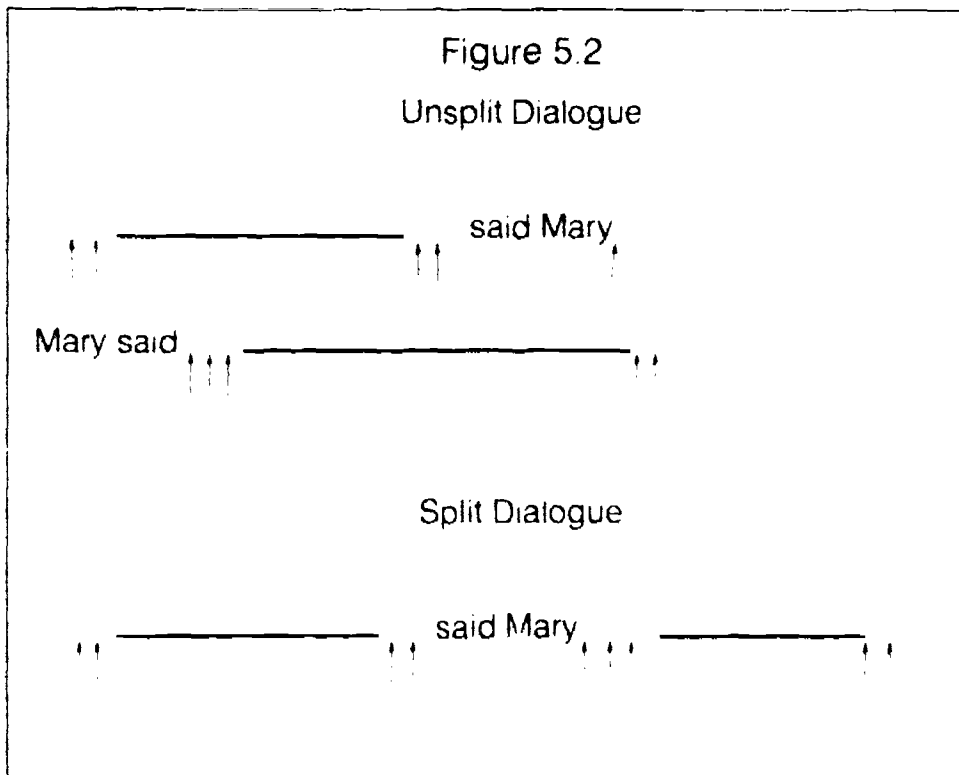 Figure 5.2
Unsplit Dialogue
said Mary
Mary said
Split Dialogue
said Mary